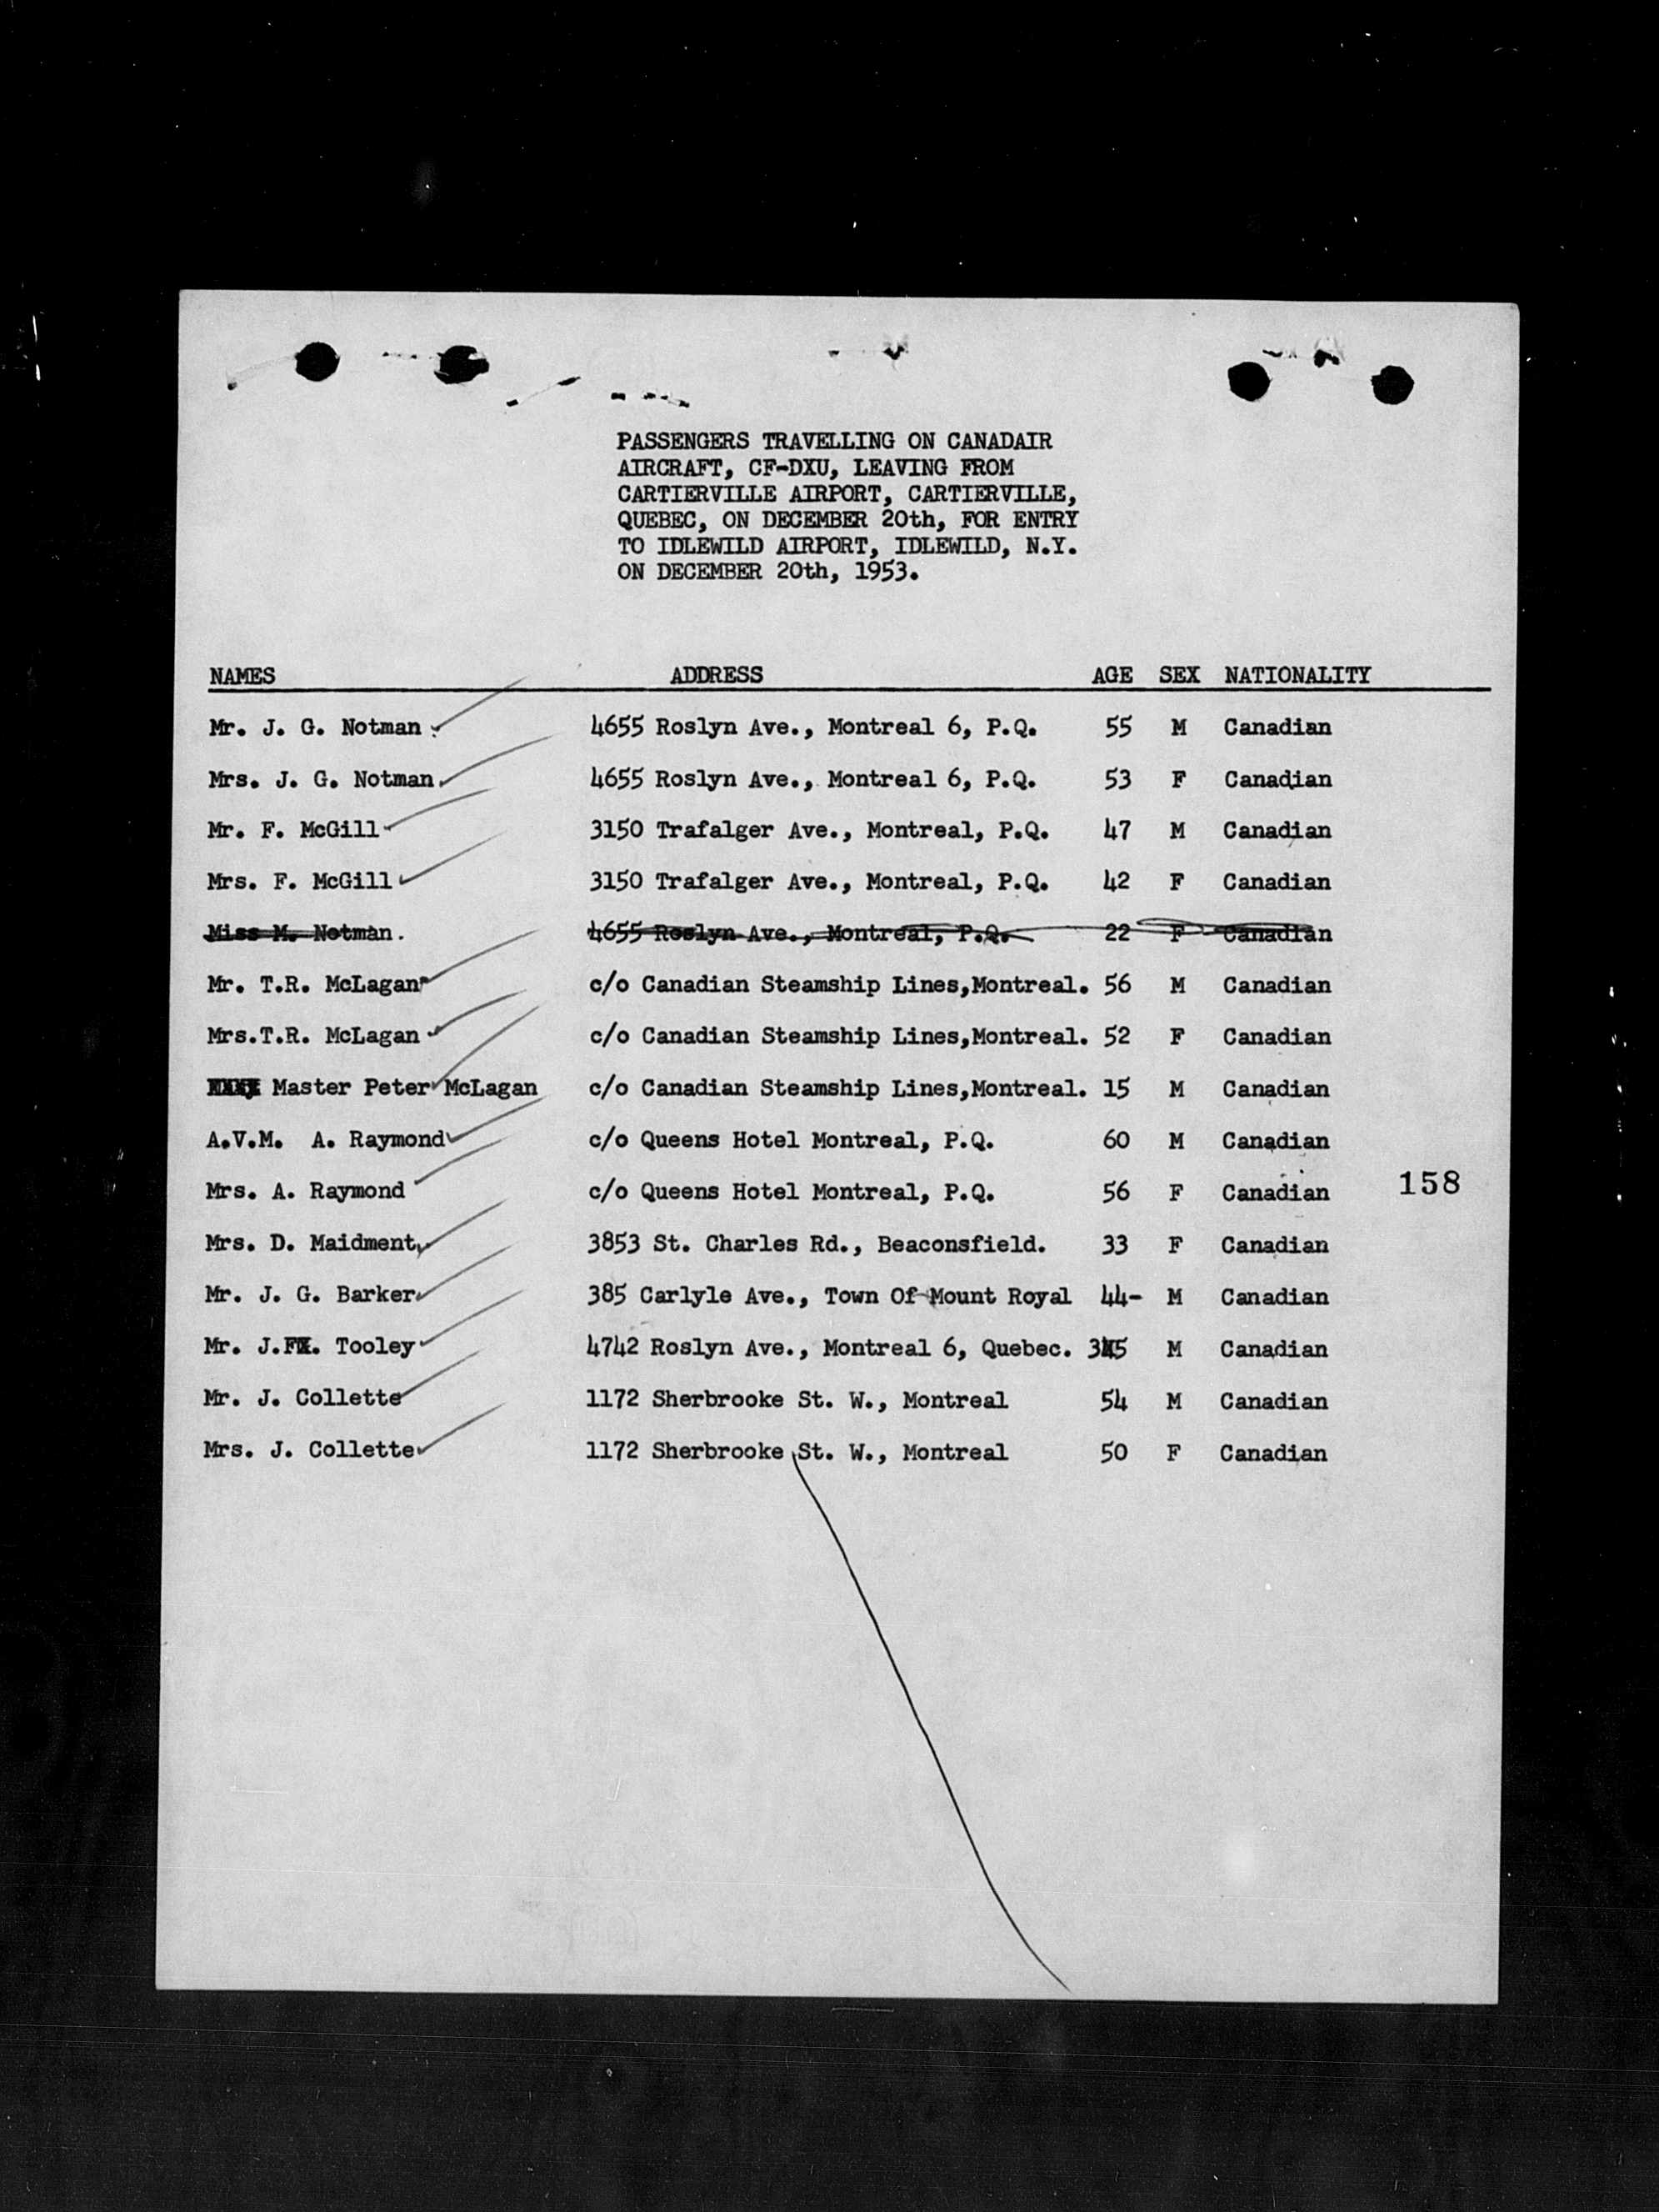 PASSENGERS TRAVELLING ON CANADAIR
AIRCRAFT, CF-DXU, LEAVING FROM
CARTIERVILLE AIRPORT, CARTIERVILLE,
QUEBEC, ON DECEMBER 20th, FOR ENTRY
TO IDLEWILD AIRPORT, IDLEWILD, N.Y.
ON DECEMBER 20th, 1953.
NAMES ADDRESS AGE SEX NATIONALITY
Mr. J. G. Notman 4655 Roslyn Ave., Montreal 6, P.Q. 55 M Canadian
Mrs. J. G. Notman 4655 Roslyn Ave., Montreal 6, P.Q. 53 F Canadian
Mr. F. McGill 3150 Trafalger Ave., Montreal, P.Q. 47 M Canadian
Mrs. F. McGill 3150 Trafalger Ave., Montreal, P.Q. 42 F Canadian
Miss M. Notman. 4655 Roslyn Ave., Montreal, P.Q. 22 F Canadian
Mr. T.R. McLagan c/o Canadian Steamship Lines,Montreal. 56 M Canadian
Mrs.T.R. McLagan c/o Canadian Steamship Lines,Montreal. 52 F Canadian
Master Peter McLagan c/o Canadian Steamship Lines,Montreal. 15 M Canadian
A.V.M. A. Raymond c/o Queens Hotel Montreal, P.Q. 60 M Canadian
Mrs. A. Raymond c/o Queens Hotel Montreal, P.Q. 56 F Canadian 158
Mrs. D. Maidment, 3853 St. Charles Rd., Beaconsfield. 33 F Canadian
Mr. J. G. Barker 385 Carlyle Ave., Town Of Mount Royal 44- M Canadian
Mr. J.F. Tooley 4742 Roslyn Ave., Montreal 6, Quebec. 35 M Canadian
Mr. J. Collette 1172 Sherbrooke St. W., Montreal 54 M Canadian
Mrs. J. Collette 1172 Sherbrooke St. W., Montreal 50 F Canadian